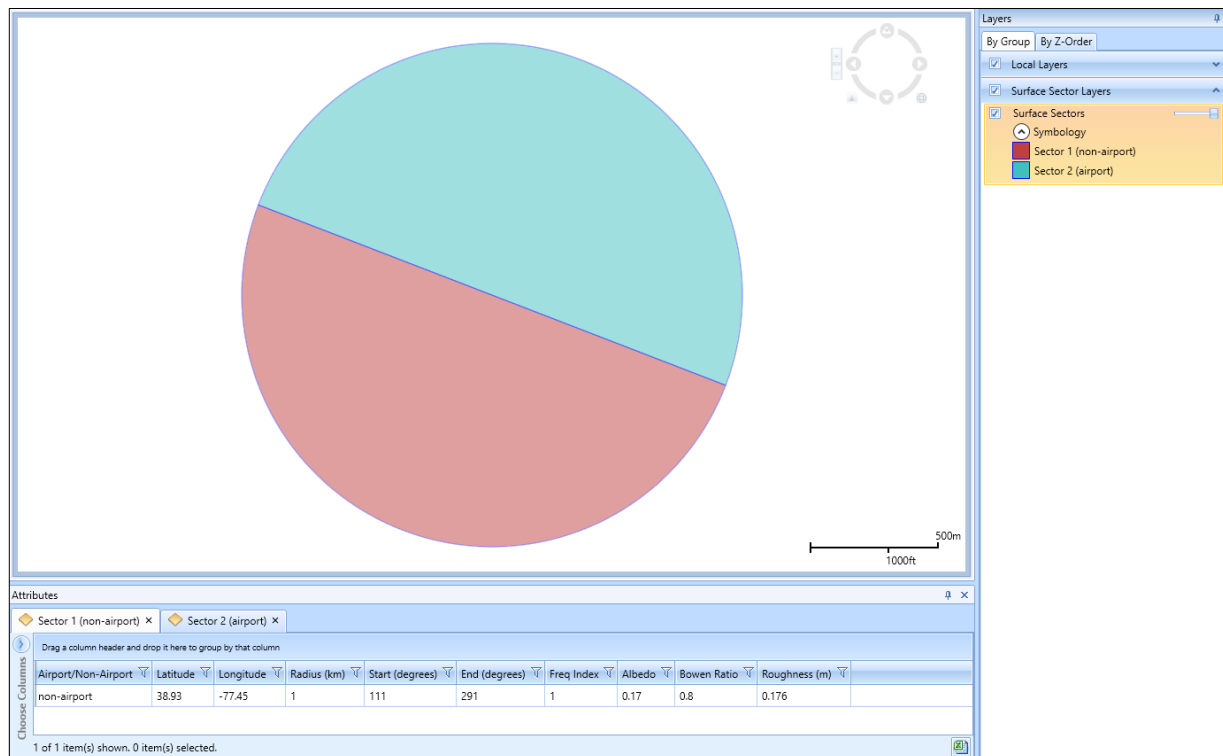 Layers
By Group By Z-Order
Local Layers
Surface Sector Layers
Surface Sectors
Symbology
Sector 1 (non-airport)
Sector 2 (airport)
500m
1000ft
Attributes
Sector 1 (non-airport) × Sector 2 (airport) ×
Choose Columns
Drag a column header and drop it here to group by that column
Airport/Non-Airport Latitude Longitude Radius (km) Start (degrees) End (degrees) Freq Index Albedo Bowen Ratio Roughness (m)
non-airport 38.93 -77.45 1 111 291 1 0.17 0.8 0.176
1 of 1 item(s) shown. 0 item(s) selected.